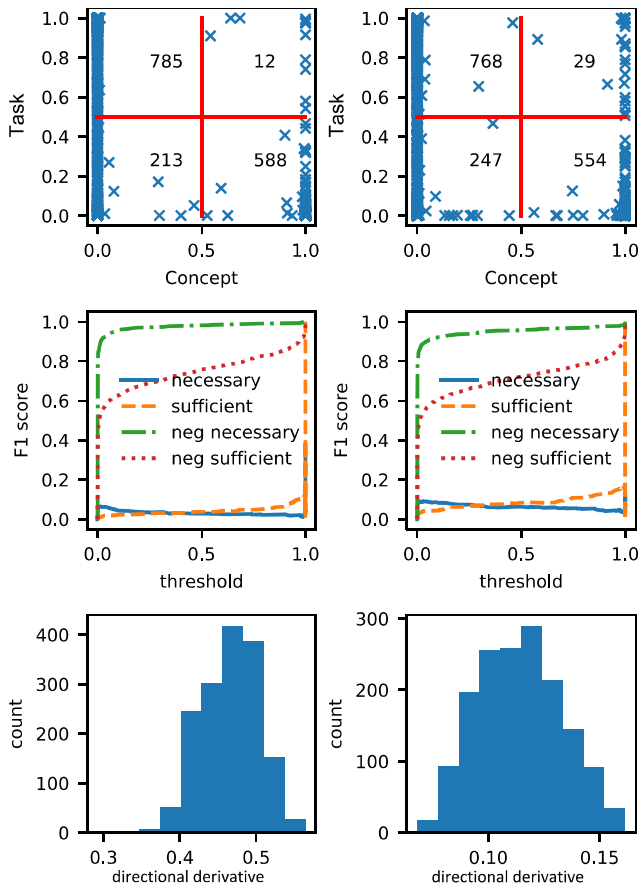 1.0
0.8
0.6
0.4
0.2
0.0
Task
785
12
213
588
0.0
0.5
1.0
Concept
1.0
0.8
0.6
0.4
0.2
0.0
Task
768
29
247
554
0.0
0.5
1.0
Concept
1.0
0.8
0.6
0.4
0.2
0.0
F1 score
necessary
sufficient
neg necessary
neg sufficient
0.0
0.5
1.0
threshold
1.0
0.8
0.6
0.4
0.2
0.0
F1 score
necessary
sufficient
neg necessary
neg sufficient
0.0
0.5
1.0
threshold
400
300
200
100
0
count
0.3
0.4
0.5
directional derivative
300
200
100
0
count
0.10
0.15
directional derivative